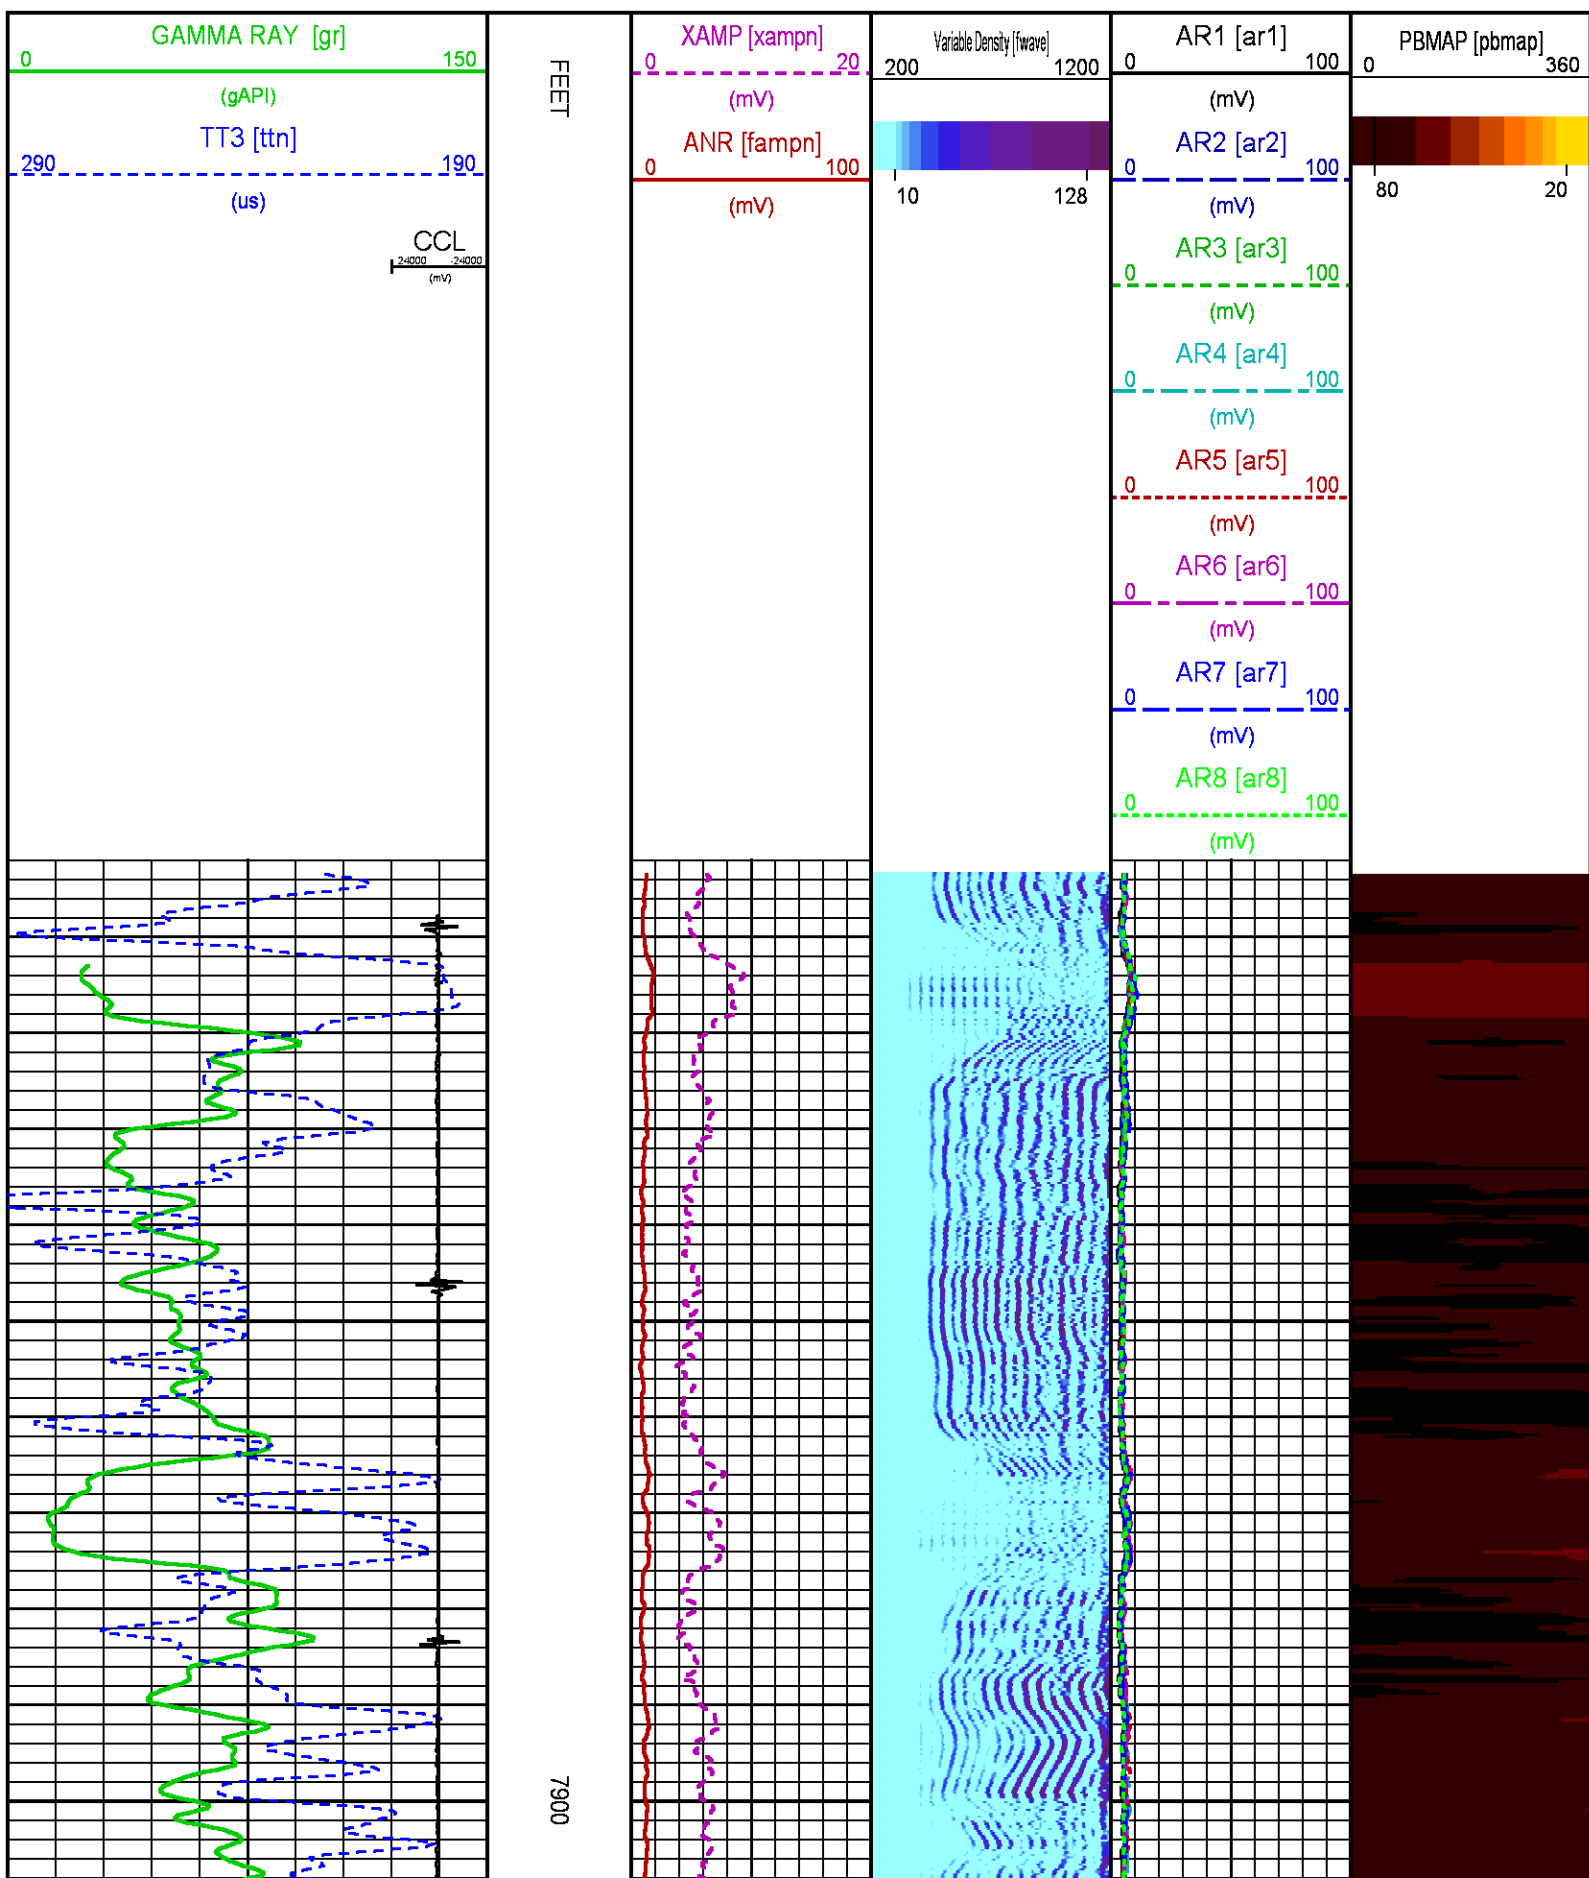 GAMMA RAY [gr]
0 150
(gAPI)
TT3 [ttn]
290 190
(us)
CCL
24000 -24000
(mV)
FEET
XAMP [xampn]
0 20
(mV)
ANR [fampn]
0 100
(mV)
Variable Density [fwave]
200 1200
10 128
AR1 [ar1]
0 100
(mV)
AR2 [ar2]
0 100
(mV)
AR3 [ar3]
0 100
(mV)
AR4 [ar4]
0 100
(mV)
AR5 [ar5]
0 100
(mV)
AR6 [ar6]
0 100
(mV)
AR7 [ar7]
0 100
(mV)
AR8 [ar8]
0 100
(mV)
PBMAP [pbmap]
0 360
80 20
7900